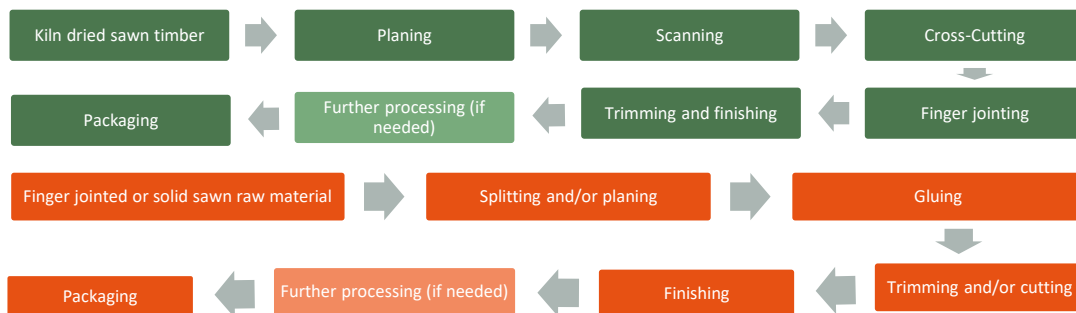 Kiln dried sawn timber
Planing
Scanning
Cross-Cutting
Packaging
Further processing (if
needed)
Trimming and finishing
Finger jointing
Finger jointed or solid sawn raw material
Splitting and/or planing
Gluing
Packaging
Further processing (if needed)
Finishing
Trimming and/or cutting